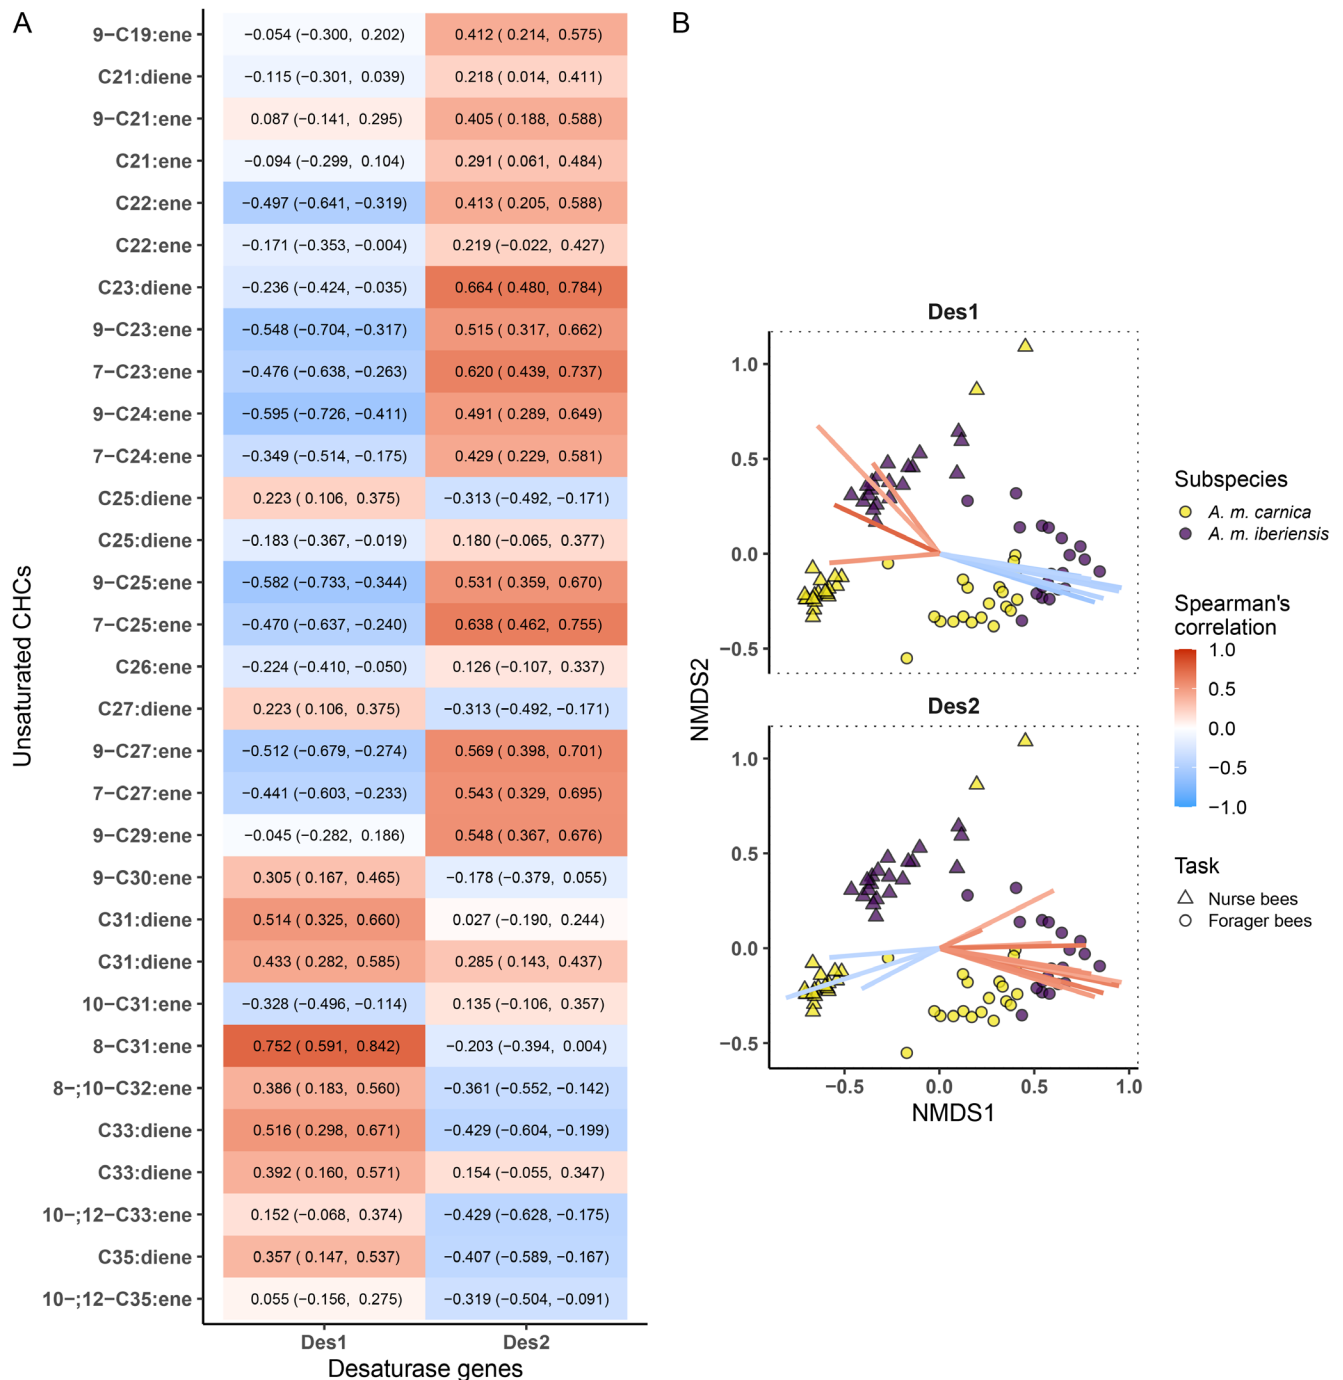 A
B
Unsaturated CHCs
9−C19:ene −0.054 (−0.300, 0.202) 0.412 ( 0.214, 0.575)
C21:diene −0.115 (−0.301, 0.039) 0.218 ( 0.014, 0.411)
9−C21:ene 0.087 (−0.141, 0.295) 0.405 ( 0.188, 0.588)
C21:ene −0.094 (−0.299, 0.104) 0.291 ( 0.061, 0.484)
C22:ene −0.497 (−0.641, −0.319) 0.413 ( 0.205, 0.588)
C22:ene −0.171 (−0.353, −0.004) 0.219 (−0.022, 0.427)
C23:diene −0.236 (−0.424, −0.035) 0.664 ( 0.480, 0.784)
9−C23:ene −0.548 (−0.704, −0.317) 0.515 ( 0.317, 0.662)
7−C23:ene −0.476 (−0.638, −0.263) 0.620 ( 0.439, 0.737)
9−C24:ene −0.595 (−0.726, −0.411) 0.491 ( 0.289, 0.649)
7−C24:ene −0.349 (−0.514, −0.175) 0.429 ( 0.229, 0.581)
C25:diene 0.223 ( 0.106, 0.375) −0.313 (−0.492, −0.171)
C25:diene −0.183 (−0.367, −0.019) 0.180 (−0.065, 0.377)
9−C25:ene −0.582 (−0.733, −0.344) 0.531 ( 0.359, 0.670)
7−C25:ene −0.470 (−0.637, −0.240) 0.638 ( 0.462, 0.755)
C26:ene −0.224 (−0.410, −0.050) 0.126 (−0.107, 0.337)
C27:diene 0.223 ( 0.106, 0.375) −0.313 (−0.492, −0.171)
9−C27:ene −0.512 (−0.679, −0.274) 0.569 ( 0.398, 0.701)
7−C27:ene −0.441 (−0.603, −0.233) 0.543 ( 0.329, 0.695)
9−C29:ene −0.045 (−0.282, 0.186) 0.548 ( 0.367, 0.676)
9−C30:ene 0.305 ( 0.167, 0.465) −0.178 (−0.379, 0.055)
C31:diene 0.514 ( 0.325, 0.660) 0.027 (−0.190, 0.244)
C31:diene 0.433 ( 0.282, 0.585) 0.285 ( 0.143, 0.437)
10−C31:ene −0.328 (−0.496, −0.114) 0.135 (−0.106, 0.357)
8−C31:ene 0.752 ( 0.591, 0.842) −0.203 (−0.394, 0.004)
8−;10−C32:ene 0.386 ( 0.183, 0.560) −0.361 (−0.552, −0.142)
C33:diene 0.516 ( 0.298, 0.671) −0.429 (−0.604, −0.199)
C33:diene 0.392 ( 0.160, 0.571) 0.154 (−0.055, 0.347)
10−;12−C33:ene 0.152 (−0.068, 0.374) −0.429 (−0.628, −0.175)
C35:diene 0.357 ( 0.147, 0.537) −0.407 (−0.589, −0.167)
10−;12−C35:ene 0.055 (−0.156, 0.275) −0.319 (−0.504, −0.091)
Des1 Des2
Desaturase genes
Des1
1.0
0.5
0.0
−0.5
NMDS2
Des2
1.0
0.5
0.0
−0.5
−0.5 0.0 0.5 1.0
NMDS1
Subspecies
A. m. carnica
A. m. iberiensis
Spearman's
correlation
1.0
0.5
0.0
−0.5
−1.0
Task
Nurse bees
Forager bees